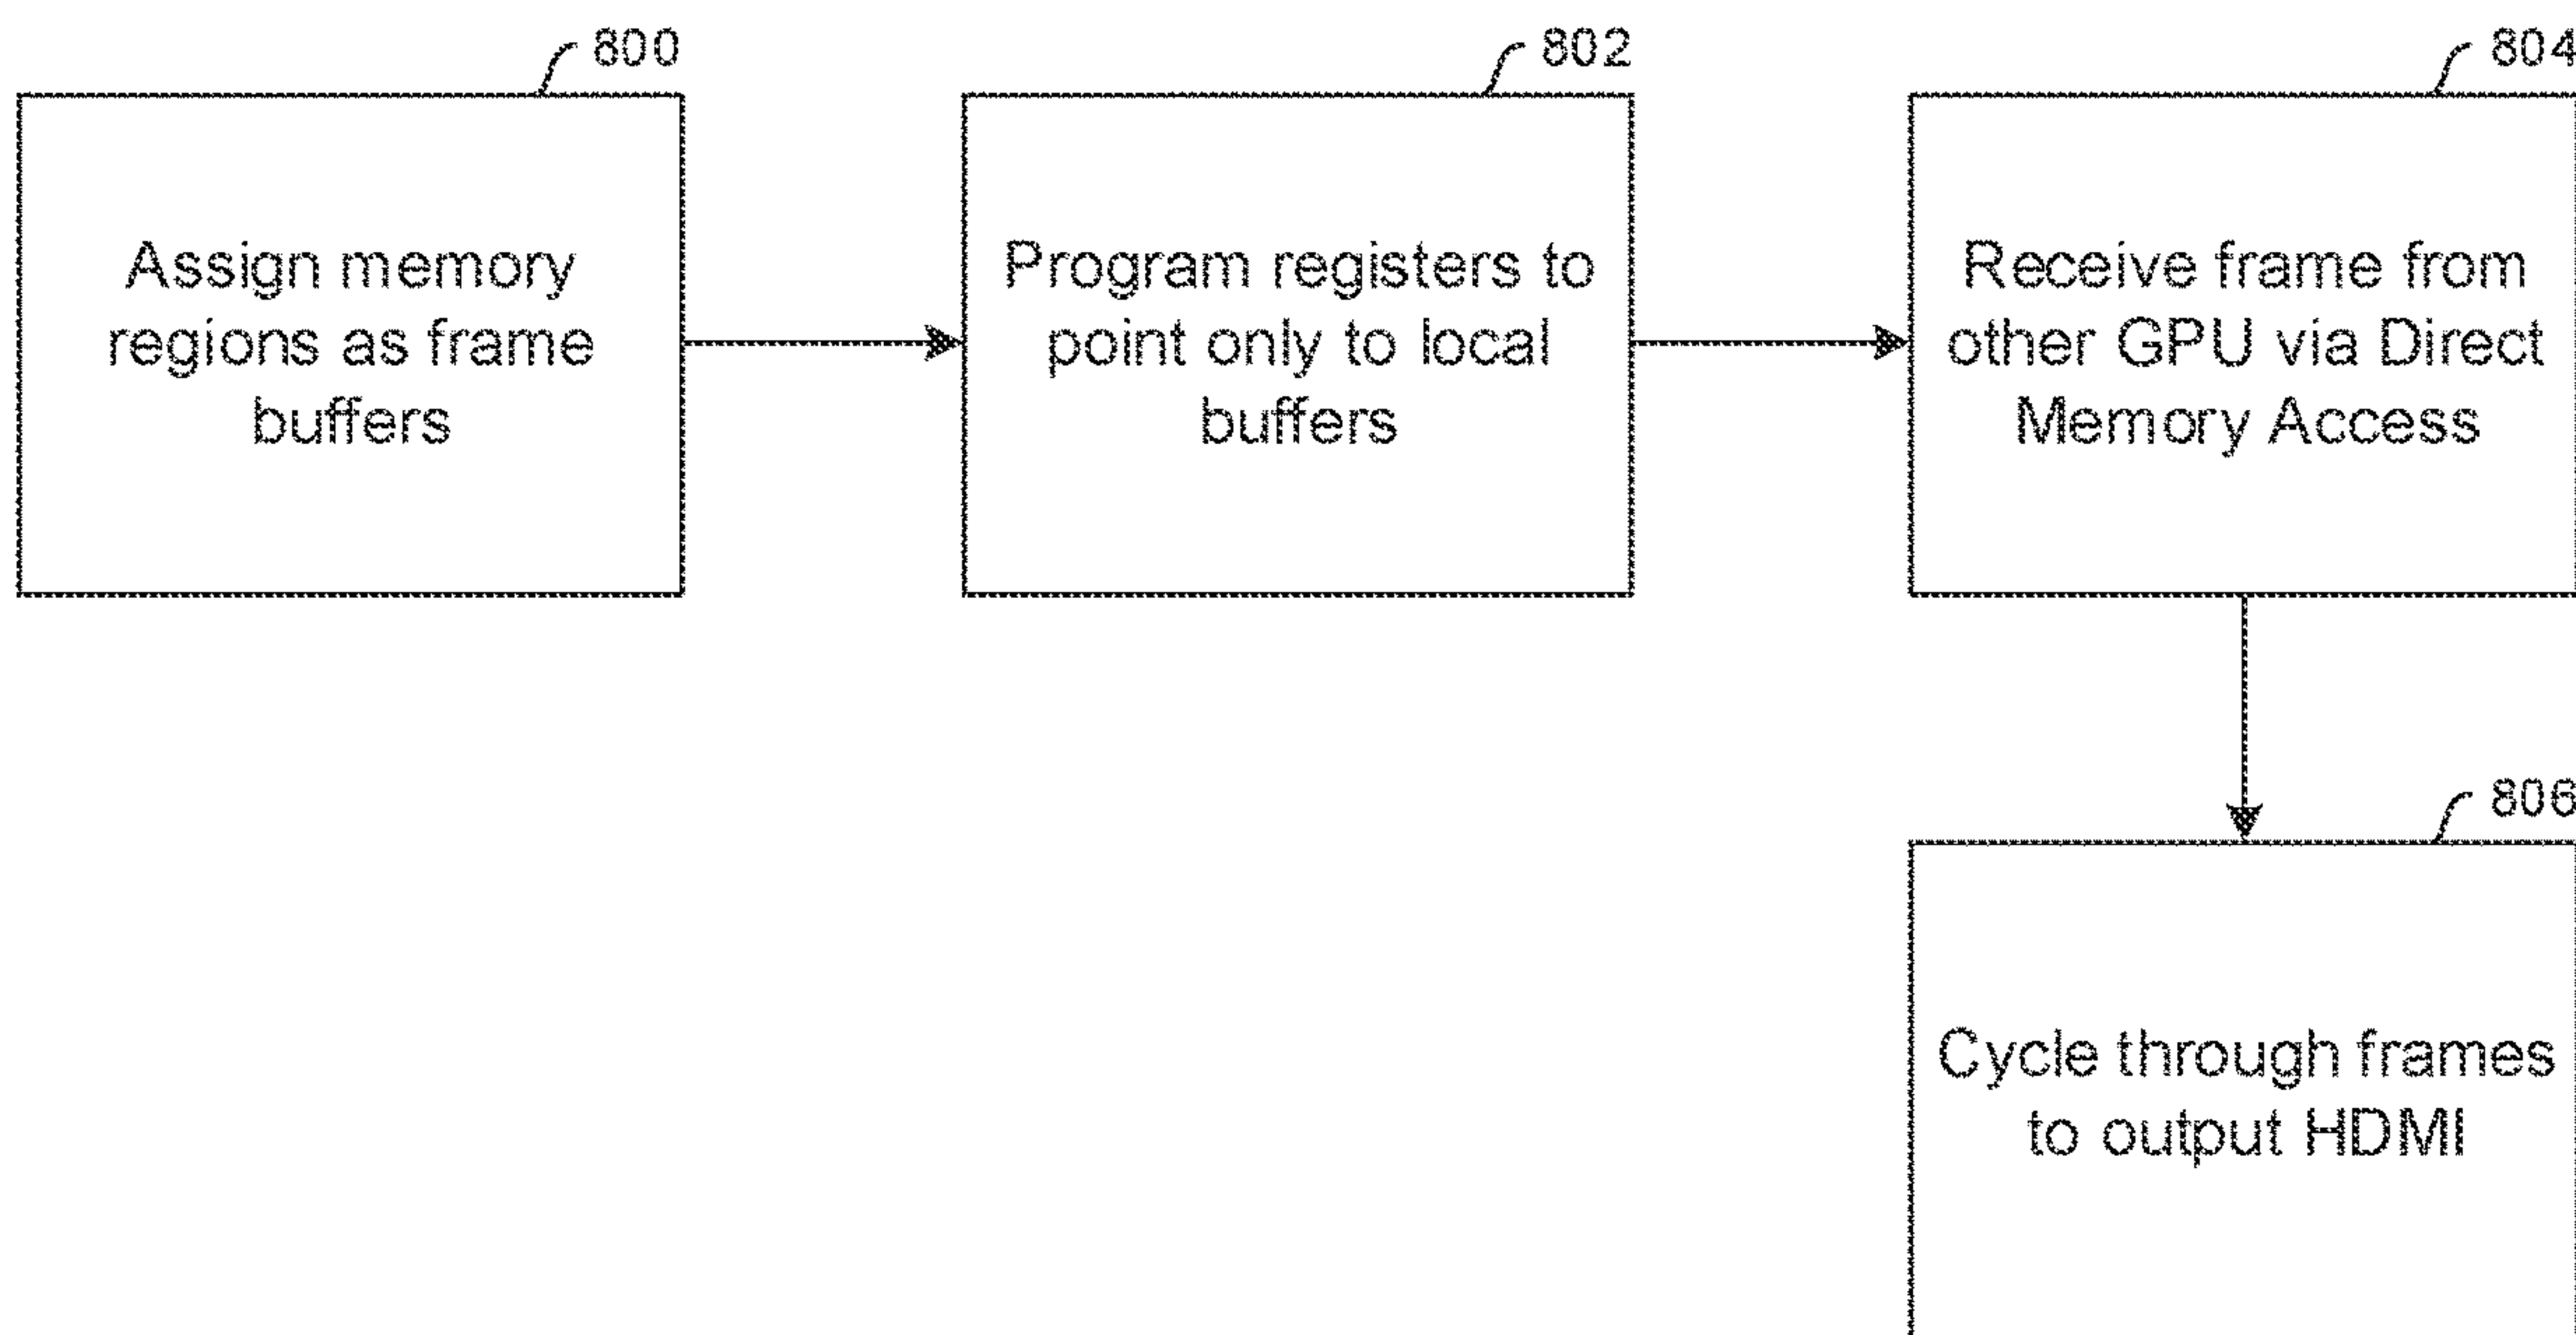 800
Assign memory
regions as frame
buffers
802
Program registers to
point only to local
buffers
804
Receive frame from
other GPU via Direct
Memory Access
806
Cycle through frames
to output HDMI